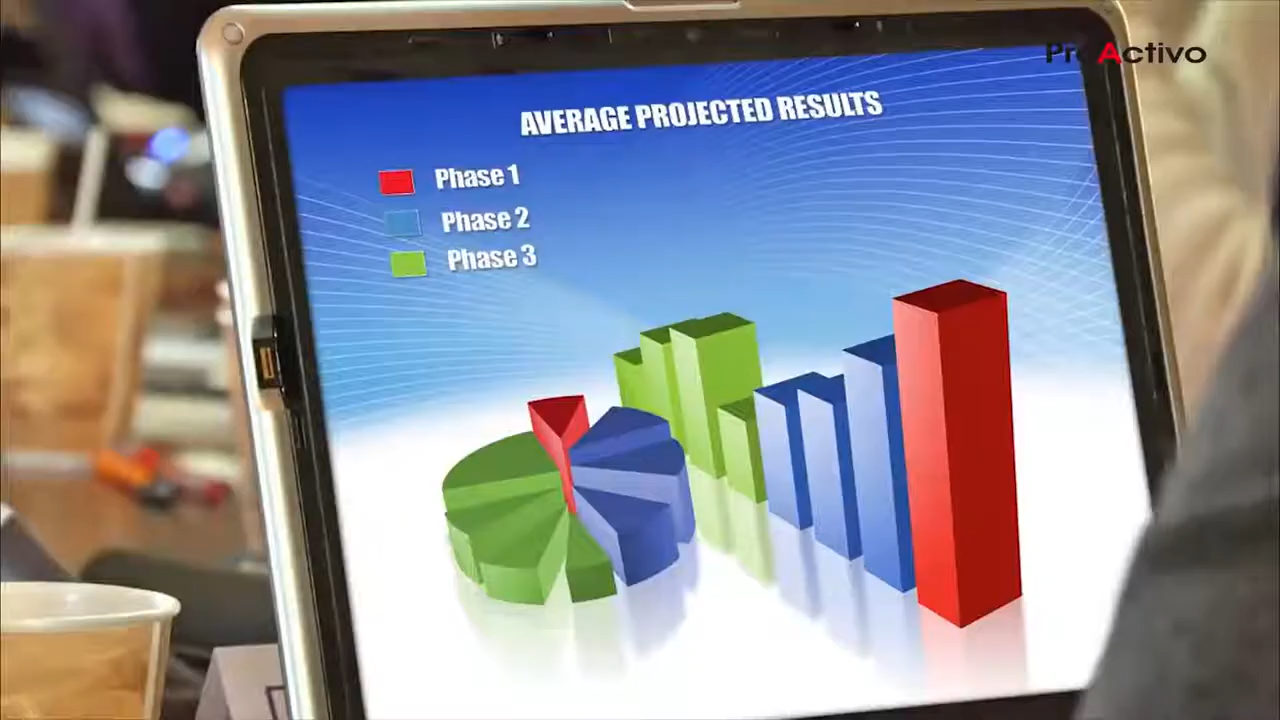 ProActivo
AVERAGE PROJECTED RESULTS
Phase 1
Phase 2
Phase 3